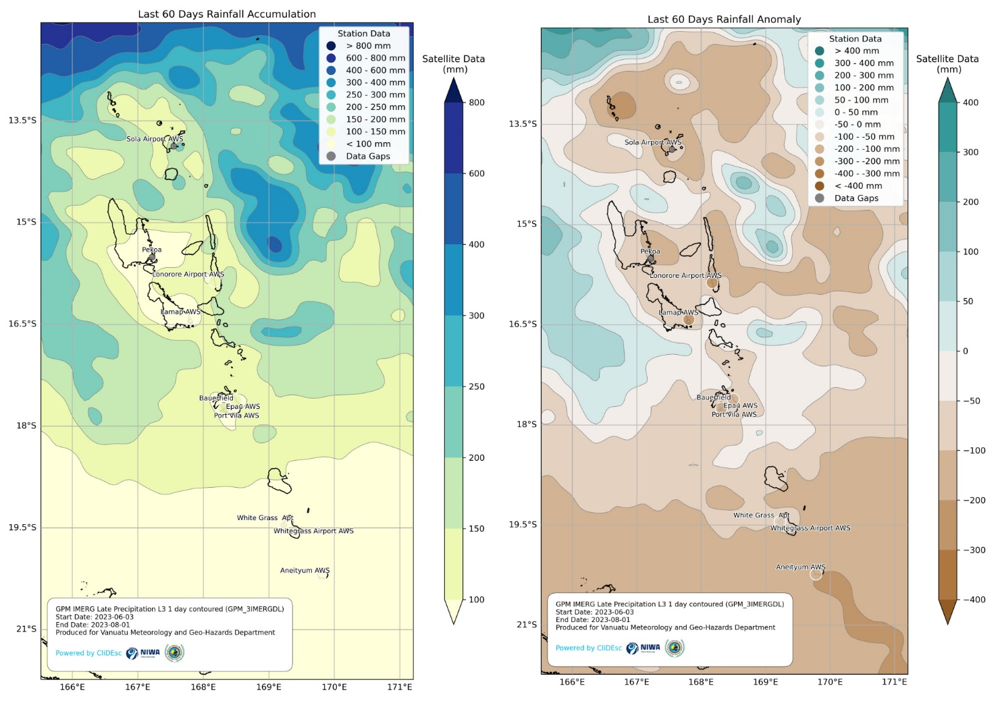 Last 60 Days Rainfall Accumulation
Station Data
> 800 mm
600 - 800 mm
400 - 600 mm
300 - 400 mm
250 - 300 mm
200 - 250 mm
150 - 200 mm
100 - 150 mm
< 100 mm
Data Gaps
Satellite Data
(mm)
800
600
400
300
250
200
150
100
13.5°S
15°S
16.5°S
18°S
19.5°S
21°S
166°E
167°E
168°E
169°E
170°E
171°E
Sola Airport AWS
Pekoa
Lonorore Airport AWS
Lamap AWS
Bauerfield
Epau AWS
Port Vila AWS
White Grass Apt
Whitegrass Airport AWS
Aneityum AWS
GPM IMERG Late Precipitation L3 1 day contoured (GPM_3IMERGDL)
Start Date: 2023-06-03
End Date: 2023-08-01
Produced for Vanuatu Meteorology and Geo-Hazards Department
Powered by CliDEsc
NIWA
Last 60 Days Rainfall Anomaly
Station Data
> 400 mm
300 - 400 mm
200 - 300 mm
100 - 200 mm
50 - 100 mm
0 - 50 mm
-50 - 0 mm
-100 - -50 mm
-200 - -100 mm
-300 - -200 mm
-400 - -300 mm
< -400 mm
Data Gaps
Satellite Data
(mm)
400
300
200
100
50
0
−50
−100
−200
−300
−400
13.5°S
15°S
16.5°S
18°S
19.5°S
21°S
166°E
167°E
168°E
169°E
170°E
171°E
Sola Airport AWS
Pekoa
Lonorore Airport AWS
Lamap AWS
Bauerfield
Epau AWS
Port Vila AWS
White Grass Apt
Whitegrass Airport AWS
Aneityum AWS
GPM IMERG Late Precipitation L3 1 day contoured (GPM_3IMERGDL)
Start Date: 2023-06-03
End Date: 2023-08-01
Produced for Vanuatu Meteorology and Geo-Hazards Department
Powered by CliDEsc
NIWA